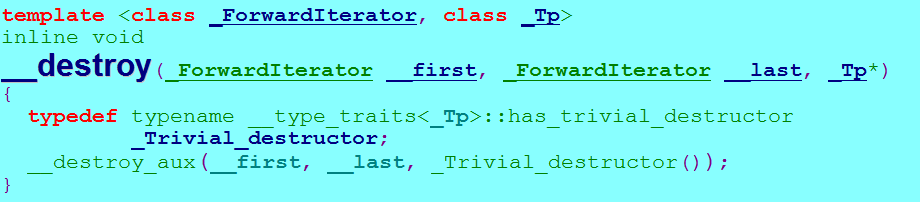 template <class _ForwardIterator, class _Tp>
inline void
__destroy(_ForwardIterator __first, _ForwardIterator __last, _Tp*)
{
  typedef typename __type_traits<_Tp>::has_trivial_destructor
          _Trivial_destructor;
  __destroy_aux(__first, __last, _Trivial_destructor());
}